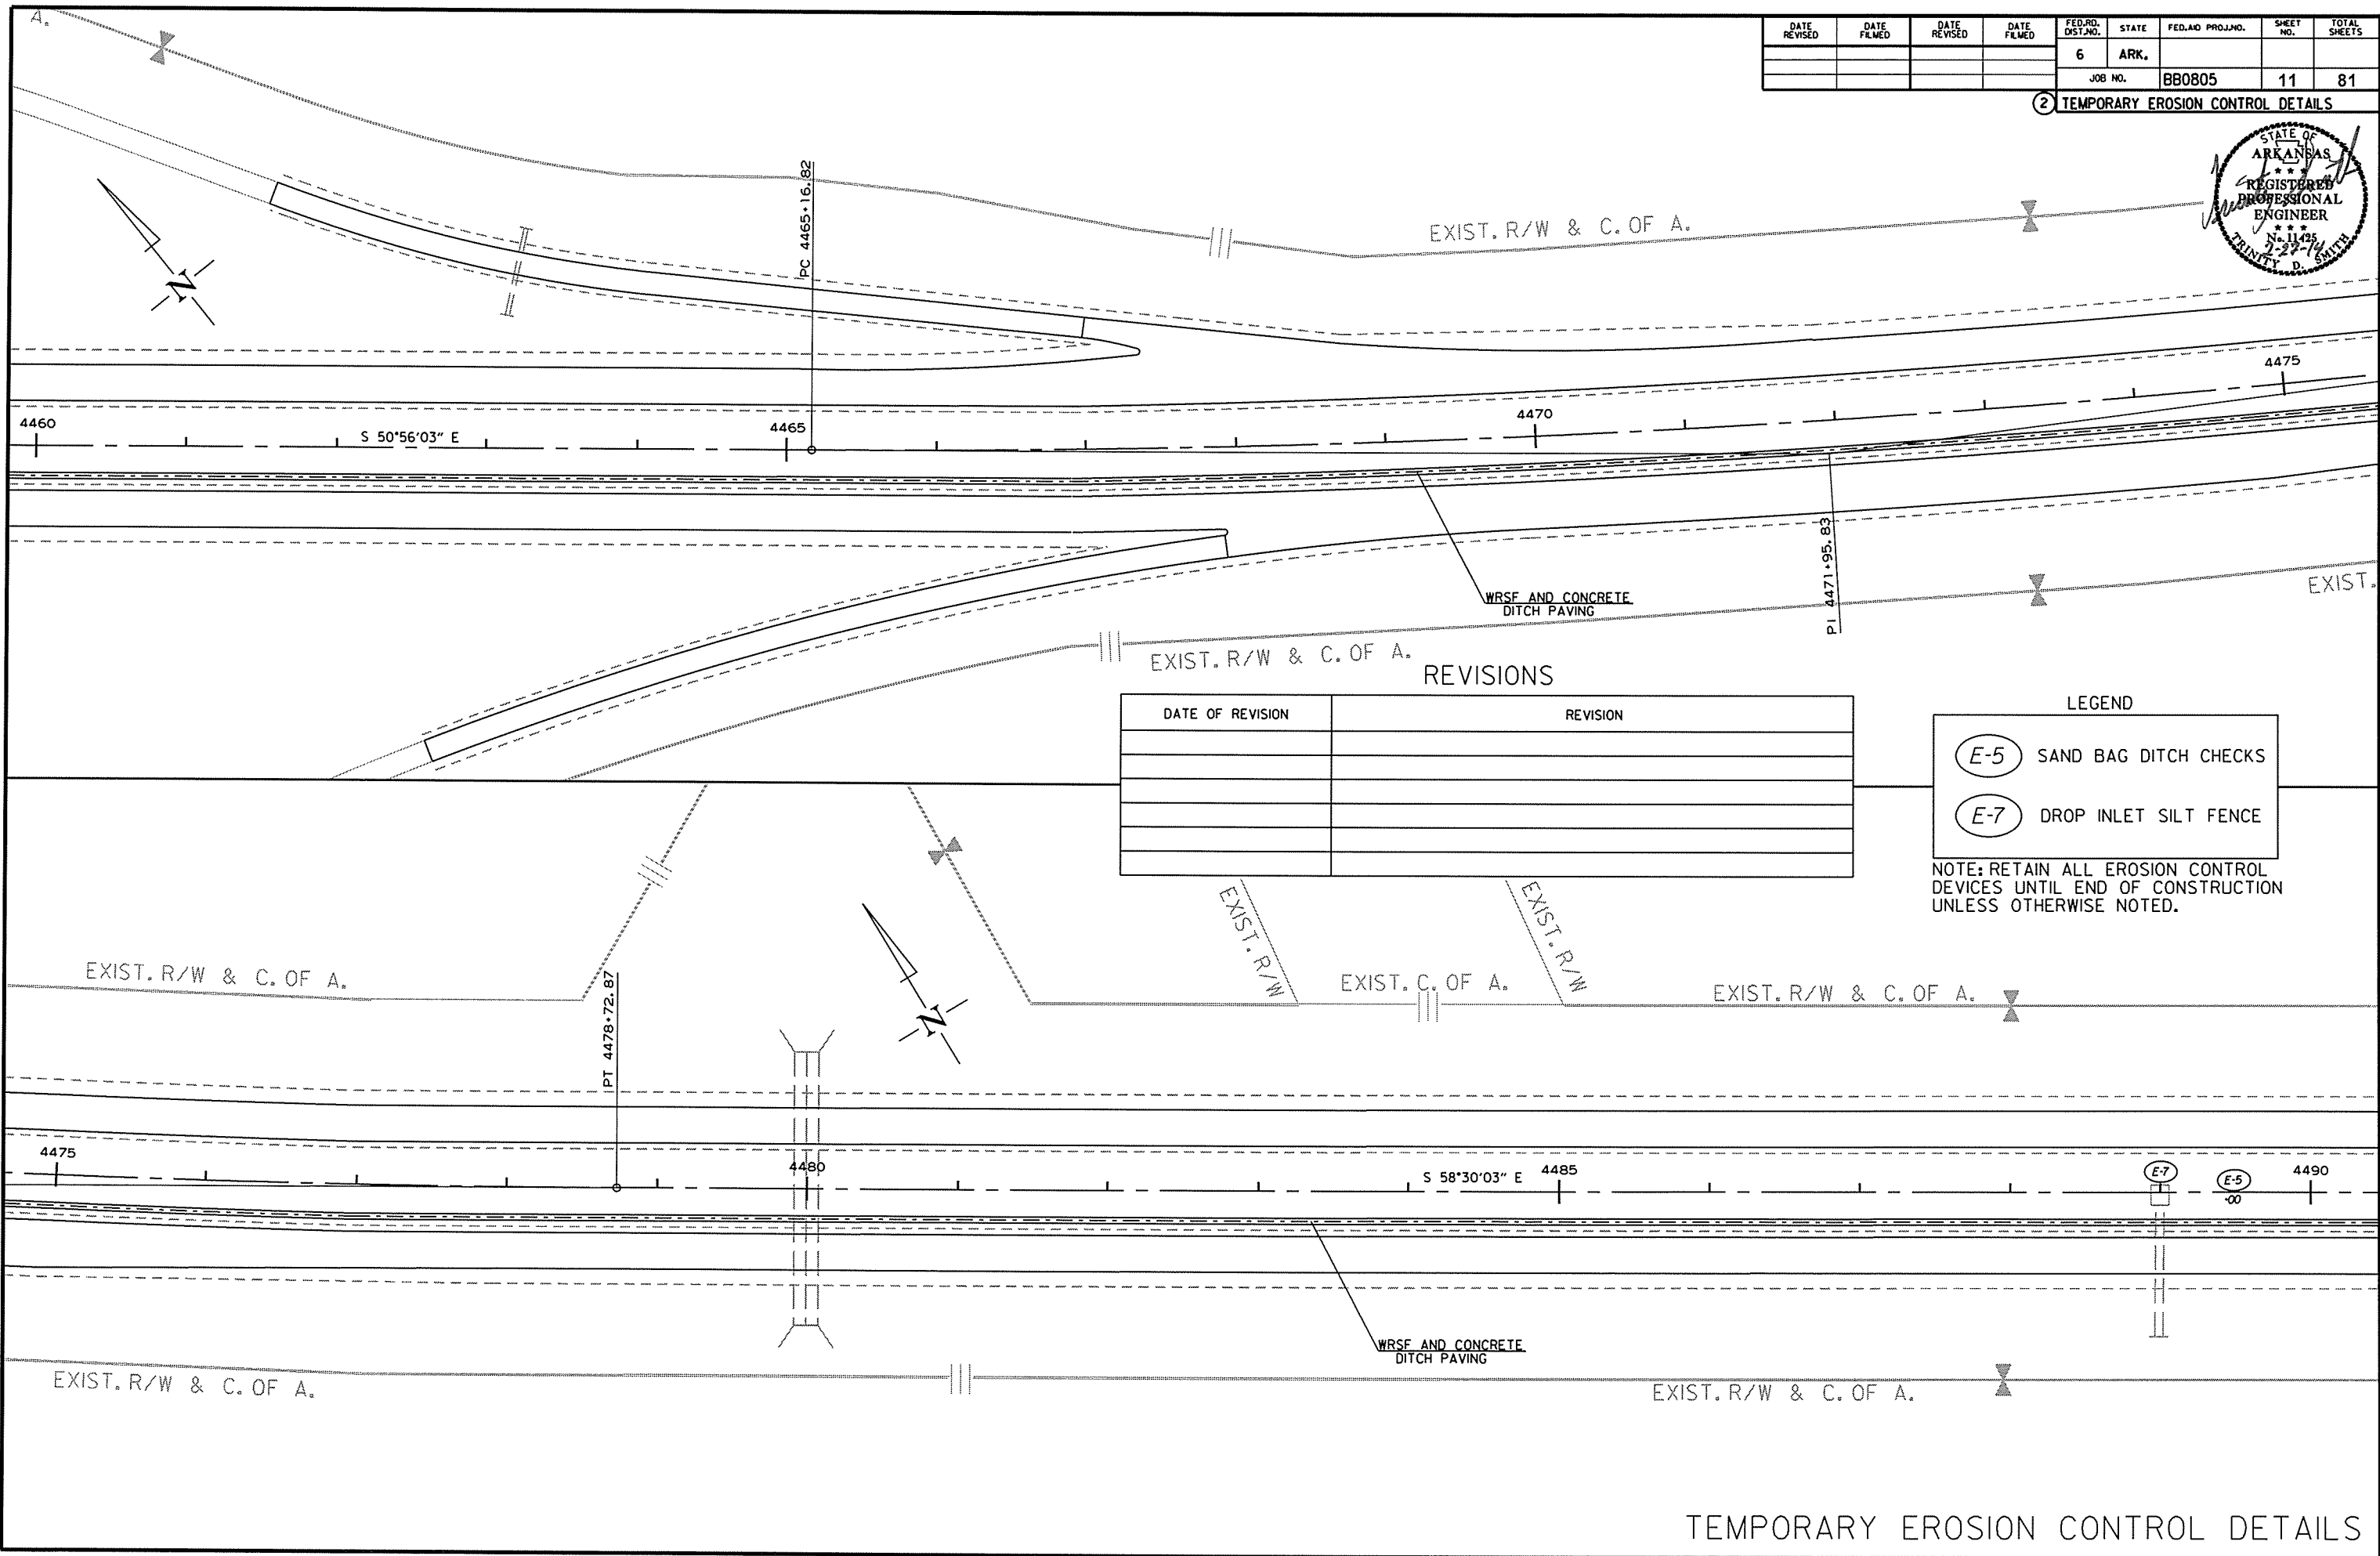 A.
DATE REVISED
DATE FILMED
DATE REVISED
DATE FILMED
FED.RD. DIST.NO.
STATE
FED.AID PROJ.NO.
SHEET NO.
TOTAL SHEETS
6
ARK.
JOB NO.
BB0805
11
81
2
TEMPORARY EROSION CONTROL DETAILS
STATE OF
ARKANSAS
★ ★ ★
REGISTERED
PROFESSIONAL
ENGINEER
★ ★ ★
No. 11425
2-27-14
TRINITY D. SMITH
PC 4465+16.82
EXIST. R/W & C. OF A.
N
4475
4470
4460
S 50°56'03" E
4465
PI 4471+95.83
WRSF AND CONCRETE
DITCH PAVING
EXIST.
EXIST. R/W & C. OF A.
REVISIONS
DATE OF REVISION
REVISION
LEGEND
E-5 SAND BAG DITCH CHECKS
E-7 DROP INLET SILT FENCE
NOTE: RETAIN ALL EROSION CONTROL
DEVICES UNTIL END OF CONSTRUCTION
UNLESS OTHERWISE NOTED.
EXIST. R/W
EXIST. R/W
EXIST. R/W & C. OF A.
PT 4478+72.87
N
EXIST. C. OF A.
EXIST. R/W & C. OF A.
4475
4480
S 58°30'03" E
4485
E-7
E-5
+00
4490
WRSF AND CONCRETE
DITCH PAVING
EXIST. R/W & C. OF A.
EXIST. R/W & C. OF A.
TEMPORARY EROSION CONTROL DETAILS